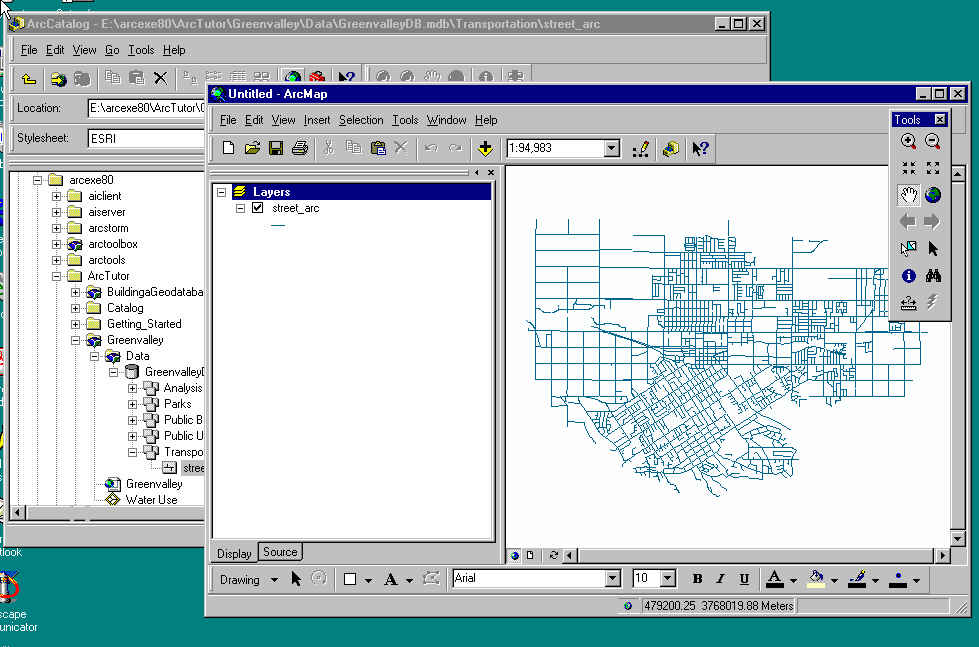 ArcCatalog - E:\arcexe80\ArcTutor\Greenvalley\Data\GreenvalleyDB.mdb\Transportation\street_arc
File Edit View Go Tools Help
Location: E:\arcexe80\ArcTutor\
Stylesheet: ESRI
arcexe80
aiclient
aiserver
arcstorm
arctoolbox
arctools
ArcTutor
BuildingaGeodataba
Catalog
Getting_Started
Greenvalley
Data
Greenvalley
Analysis
Parks
Public B
Public U
Transpo
stree
Greenvalley
Water Use
Untitled - ArcMap
File Edit View Insert Selection Tools Window Help
1:94,983
Layers
street_arc
Display Source
Tools
Drawing A Arial 10 B I U A
479200.25 3768019.88 Meters
tlook
scape
unicator